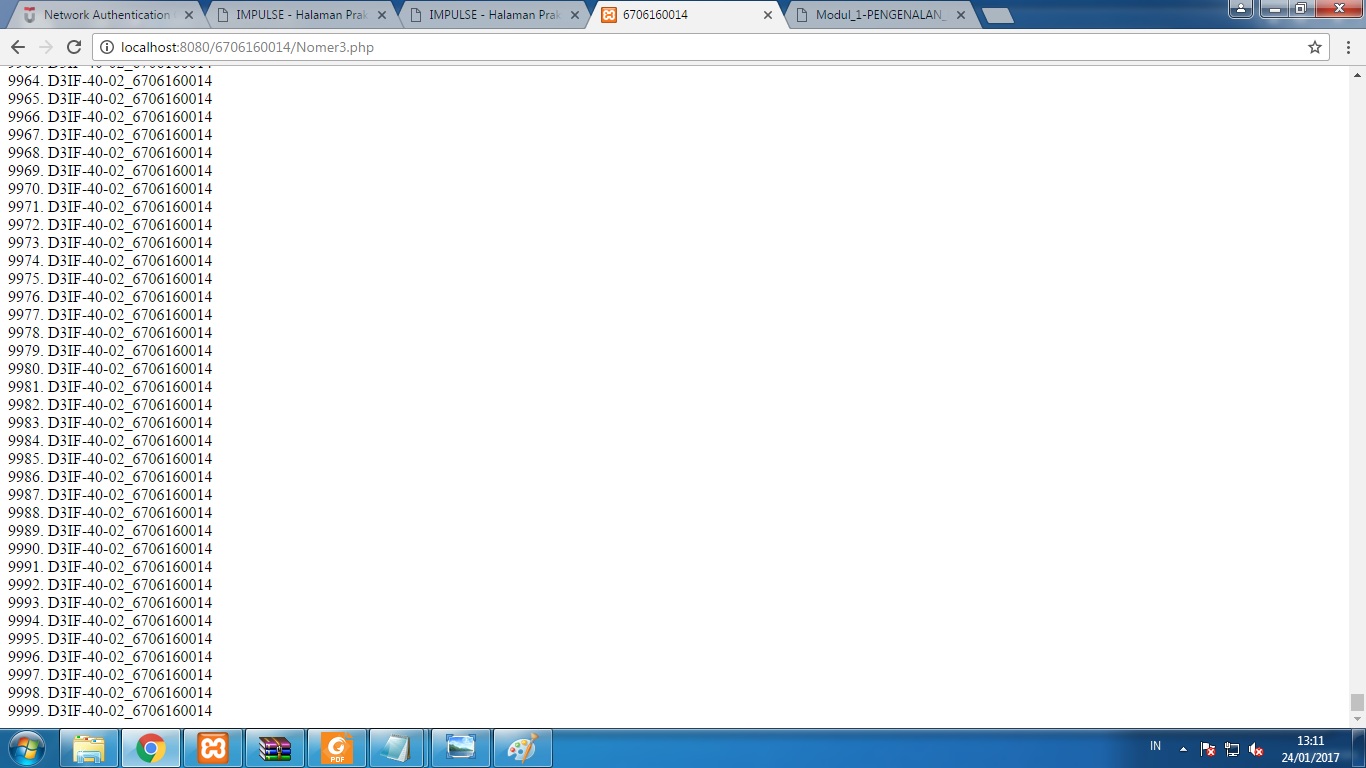 Network Authentication
IMPULSE - Halaman Prak
IMPULSE - Halaman Prak
6706160014
Modul_1-PENGENALAN_
localhost:8080/6706160014/Nomer3.php
9964. D3IF-40-02_6706160014
9965. D3IF-40-02_6706160014
9966. D3IF-40-02_6706160014
9967. D3IF-40-02_6706160014
9968. D3IF-40-02_6706160014
9969. D3IF-40-02_6706160014
9970. D3IF-40-02_6706160014
9971. D3IF-40-02_6706160014
9972. D3IF-40-02_6706160014
9973. D3IF-40-02_6706160014
9974. D3IF-40-02_6706160014
9975. D3IF-40-02_6706160014
9976. D3IF-40-02_6706160014
9977. D3IF-40-02_6706160014
9978. D3IF-40-02_6706160014
9979. D3IF-40-02_6706160014
9980. D3IF-40-02_6706160014
9981. D3IF-40-02_6706160014
9982. D3IF-40-02_6706160014
9983. D3IF-40-02_6706160014
9984. D3IF-40-02_6706160014
9985. D3IF-40-02_6706160014
9986. D3IF-40-02_6706160014
9987. D3IF-40-02_6706160014
9988. D3IF-40-02_6706160014
9989. D3IF-40-02_6706160014
9990. D3IF-40-02_6706160014
9991. D3IF-40-02_6706160014
9992. D3IF-40-02_6706160014
9993. D3IF-40-02_6706160014
9994. D3IF-40-02_6706160014
9995. D3IF-40-02_6706160014
9996. D3IF-40-02_6706160014
9997. D3IF-40-02_6706160014
9998. D3IF-40-02_6706160014
9999. D3IF-40-02_6706160014
PDF
IN
13:11
24/01/2017